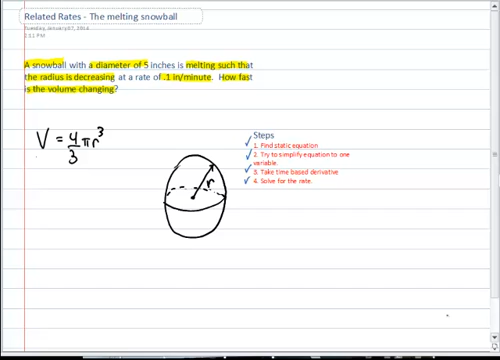 Related Rates - The melting snowball
Tuesday, January 07, 2014
2:51 PM
A snowball with a diameter of 5 inches is melting such that
the radius is decreasing at a rate of .1 in/minute. How fast
is the volume changing?
V = 4/3 πr³
r
Steps
1. Find static equation
2. Try to simplify equation to one
variable.
3. Take time based derivative
4. Solve for the rate.